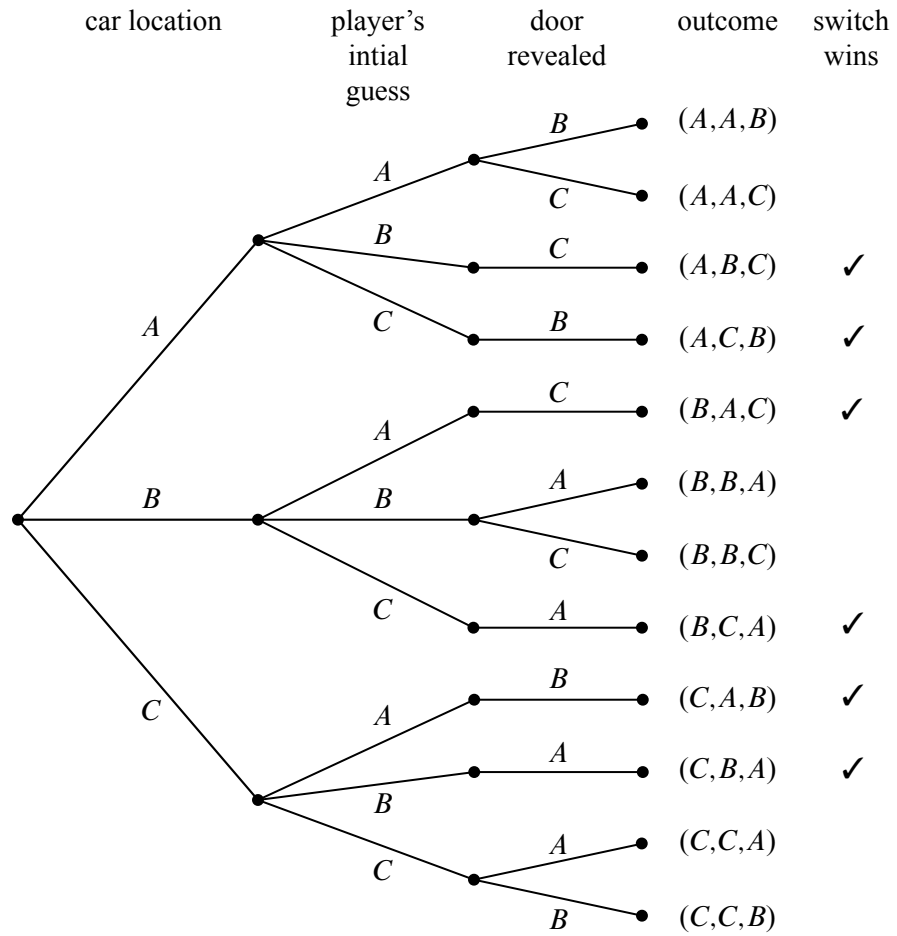 car location
player's
intial
guess
door
revealed
outcome
switch
wins
B
(A,A,B)
A
C
(A,A,C)
B
C
(A,B,C)
✓
A
C
B
(A,C,B)
✓
C
(B,A,C)
✓
A
A
(B,B,A)
B
B
C
(B,B,C)
C
A
(B,C,A)
✓
B
(C,A,B)
✓
C
A
A
(C,B,A)
✓
B
A
(C,C,A)
C
B
(C,C,B)